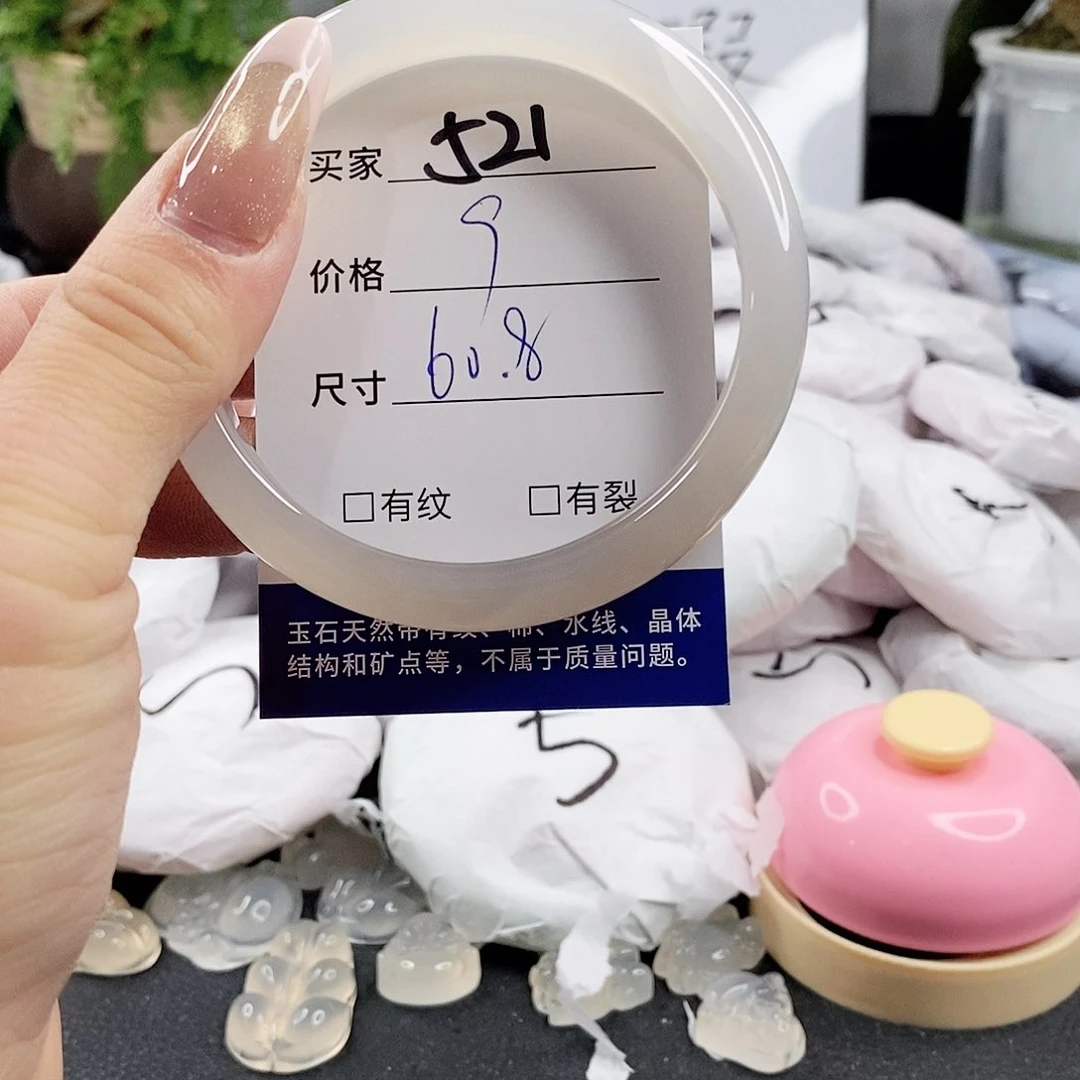 买家 521
价格 9
尺寸 60.8
□有纹 □有裂
玉石天然带有纹、棉、水线、晶体
结构和矿点等，不属于质量问题。
5